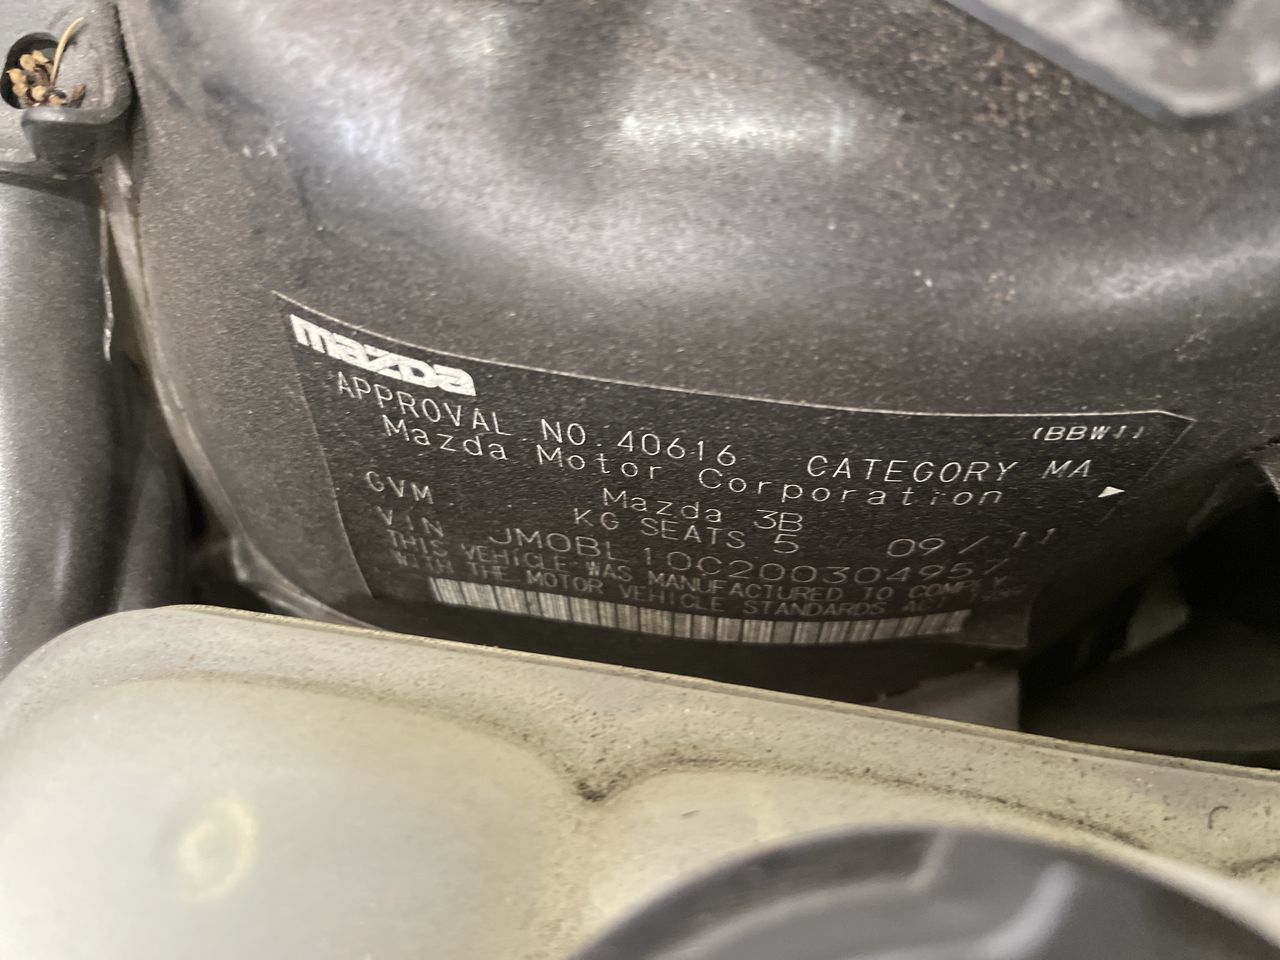 mazda
(BBWJ)
APPROVAL NO. 40616 CATEGORY MA
Mazda Motor Corporation
Mazda 3B
GVM KG SEATS 5 09/11
VIN JM0BL10C200304957
THIS VEHICLE WAS MANUFACTURED TO COMPLY
WITH THE MOTOR VEHICLE STANDARDS ACT